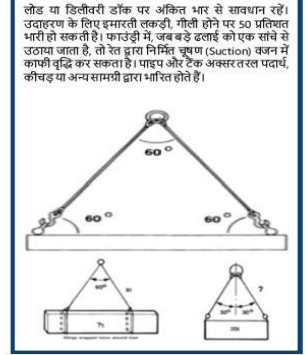 लोड या डिलीवरी डॉक पर अंकित भार से सावधान रहें।
उदाहरण के लिए इमारती लकड़ी, गीली होने पर 50 प्रतिशत
भारी हो सकती है। फाउंड्री में, जब बड़े ढलाई को एक सांचे से
उठाया जाता है, तो रेत द्वारा निर्मित चूषण (Suction) वजन में
काफी वृद्धि कर सकता है। पाइप और टैंक अक्सर तरल पदार्थ,
कीचड़ या अन्य सामग्री द्वारा भारित होते हैं।
60°
60° 60°
60°
?
30° 30°